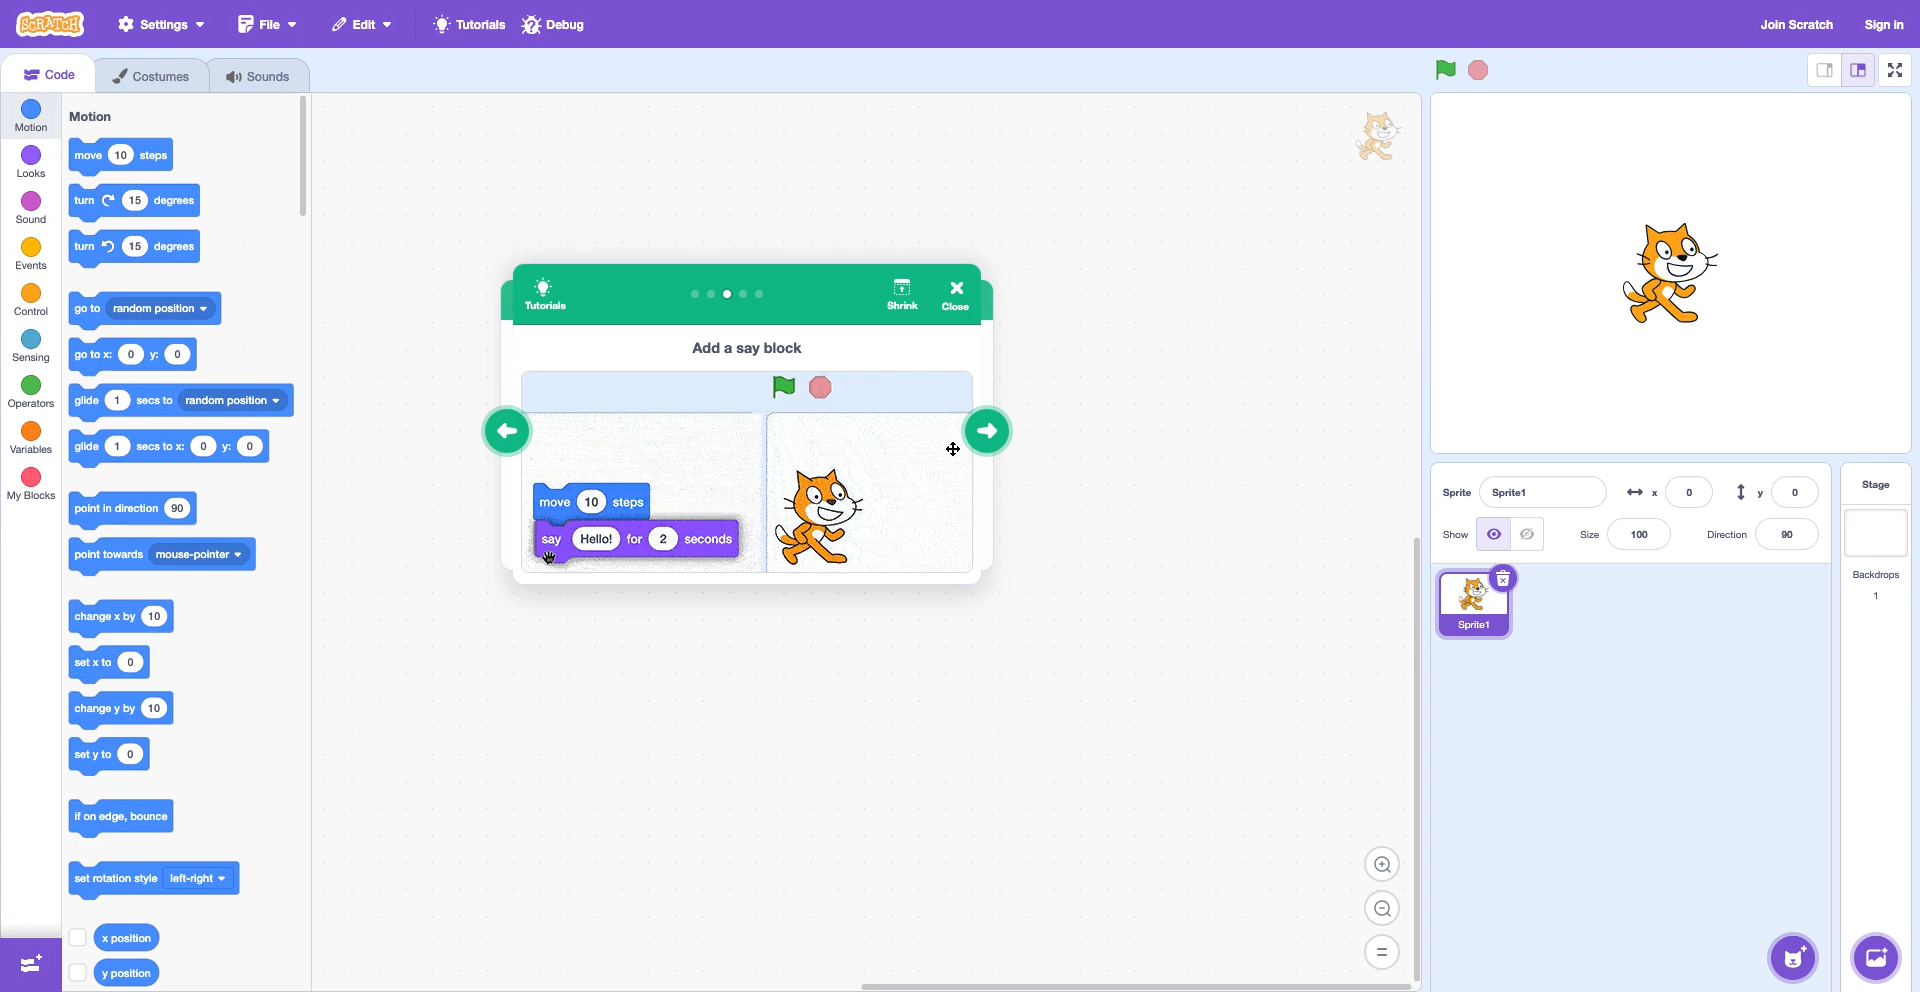 SCRATCH
Settings
File
Edit
Tutorials
Debug
Join Scratch
Sign in
Code
Costumes
Sounds
Motion
Looks
Sound
Events
Control
Sensing
Operators
Variables
My Blocks
Motion
move 10 steps
turn 15 degrees
turn 15 degrees
go to random position
go to x: 0 y: 0
glide 1 secs to random position
glide 1 secs to x: 0 y: 0
point in direction 90
point towards mouse-pointer
change x by 10
set x to 0
change y by 10
set y to 0
if on edge, bounce
set rotation style left-right
x position
y position
Tutorials
Shrink
Close
Add a say block
move 10 steps
say Hello! for 2 seconds
Sprite Sprite1 x 0 y 0
Show Size 100 Direction 90
Sprite1
Stage
Backdrops
1